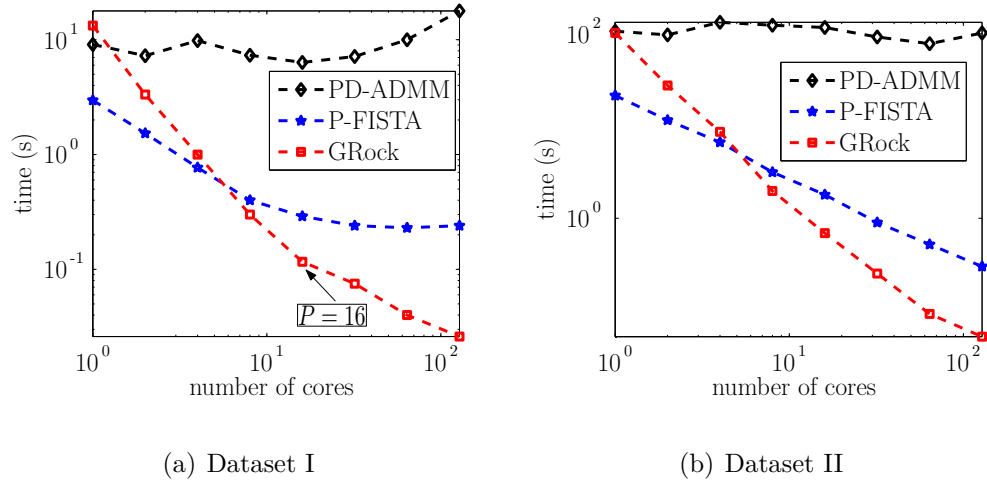 10^1
10^0
10^-1
time (s)
PD-ADMM
P-FISTA
GRock
P = 16
10^0
10^1
10^2
number of cores
(a) Dataset I
10^2
10^0
time (s)
PD-ADMM
P-FISTA
GRock
10^0
10^1
10^2
number of cores
(b) Dataset II